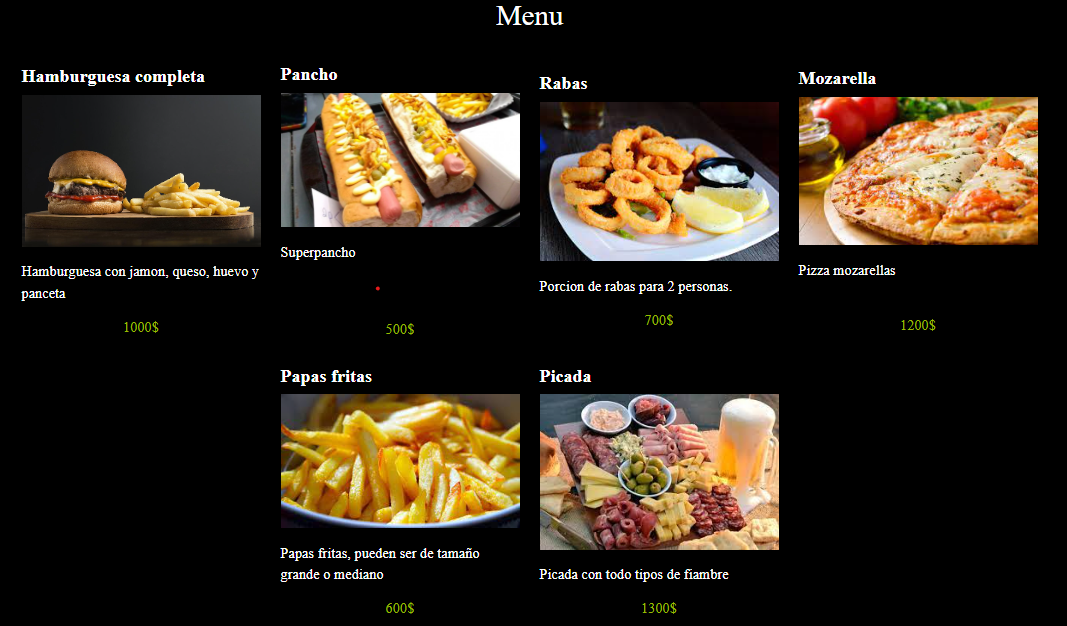 Menu
Hamburguesa completa
Hamburguesa con jamon, queso, huevo y
panceta
1000$
Pancho
Superpancho
500$
Rabas
Porcion de rabas para 2 personas.
700$
Mozarella
Pizza mozarellas
1200$
Papas fritas
Papas fritas, pueden ser de tamaño
grande o mediano
600$
Picada
Picada con todo tipos de fiambre
1300$